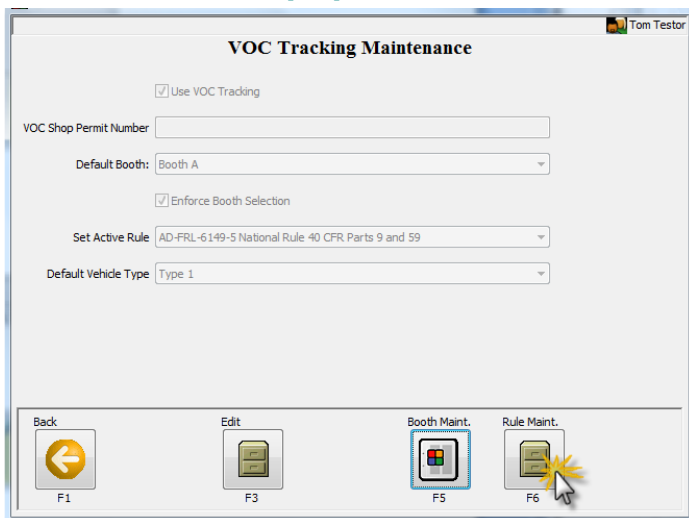 Tom Testor
VOC Tracking Maintenance
Use VOC Tracking
VOC Shop Permit Number
Default Booth: Booth A
Enforce Booth Selection
Set Active Rule AD-FRL-6149-5 National Rule 40 CFR Parts 9 and 59
Default Vehicle Type Type 1
Back Edit Booth Maint. Rule Maint.
F1 F3 F5 F6